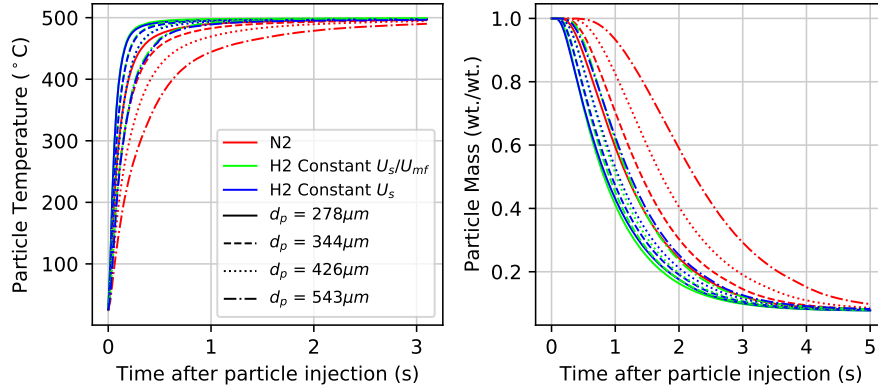 500
400
300
200
100
Particle Temperature (°C)
N2
H2 Constant U_s/U_mf
H2 Constant U_s
d_p = 278μm
d_p = 344μm
d_p = 426μm
d_p = 543μm
0 1 2 3
Time after particle injection (s)
1.0
0.8
0.6
0.4
0.2
Particle Mass (wt./wt.)
0 1 2 3 4 5
Time after particle injection (s)